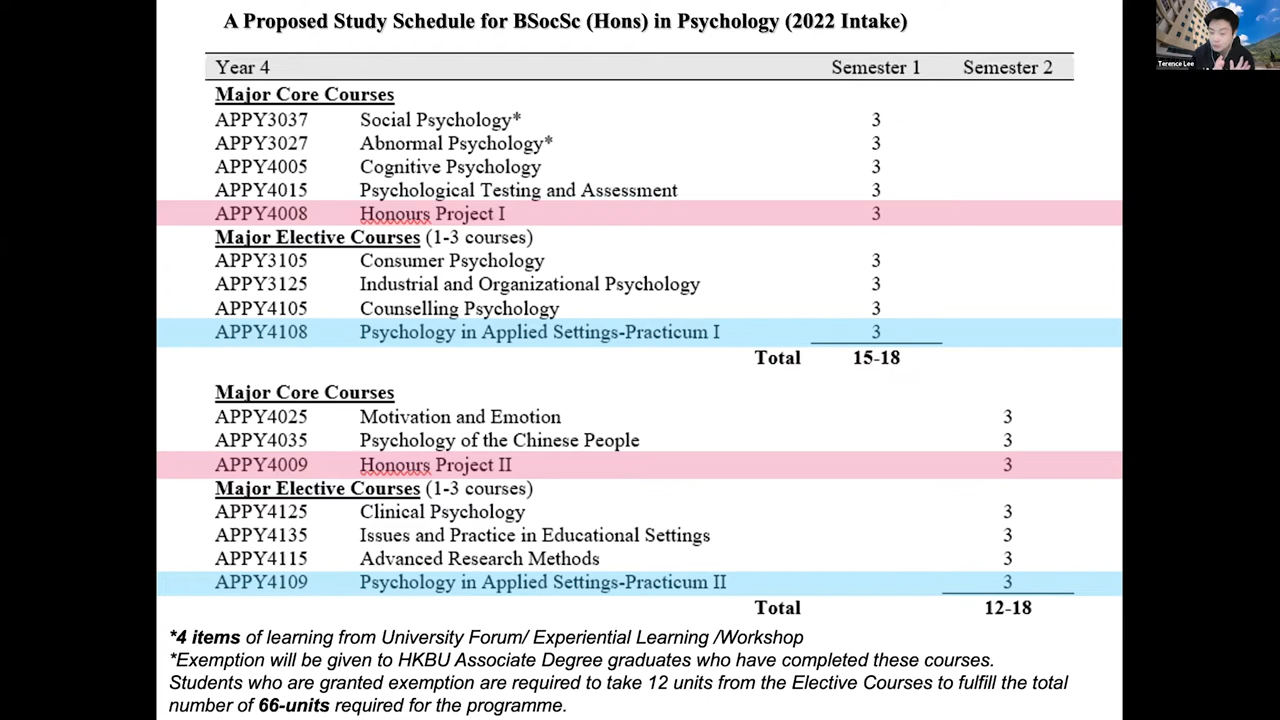 A Proposed Study Schedule for BSocSc (Hons) in Psychology (2022 Intake)
Terence Lee
Year 4 Semester 1 Semester 2
Major Core Courses
APPY3037 Social Psychology* 3
APPY3027 Abnormal Psychology* 3
APPY4005 Cognitive Psychology 3
APPY4015 Psychological Testing and Assessment 3
APPY4008 Honours Project I 3
Major Elective Courses (1-3 courses)
APPY3105 Consumer Psychology 3
APPY3125 Industrial and Organizational Psychology 3
APPY4105 Counselling Psychology 3
APPY4108 Psychology in Applied Settings-Practicum I 3
Total 15-18
Major Core Courses
APPY4025 Motivation and Emotion 3
APPY4035 Psychology of the Chinese People 3
APPY4009 Honours Project II 3
Major Elective Courses (1-3 courses)
APPY4125 Clinical Psychology 3
APPY4135 Issues and Practice in Educational Settings 3
APPY4115 Advanced Research Methods 3
APPY4109 Psychology in Applied Settings-Practicum II 3
Total 12-18
*4 items of learning from University Forum/ Experiential Learning /Workshop
*Exemption will be given to HKBU Associate Degree graduates who have completed these courses.
Students who are granted exemption are required to take 12 units from the Elective Courses to fulfill the total
number of 66-units required for the programme.